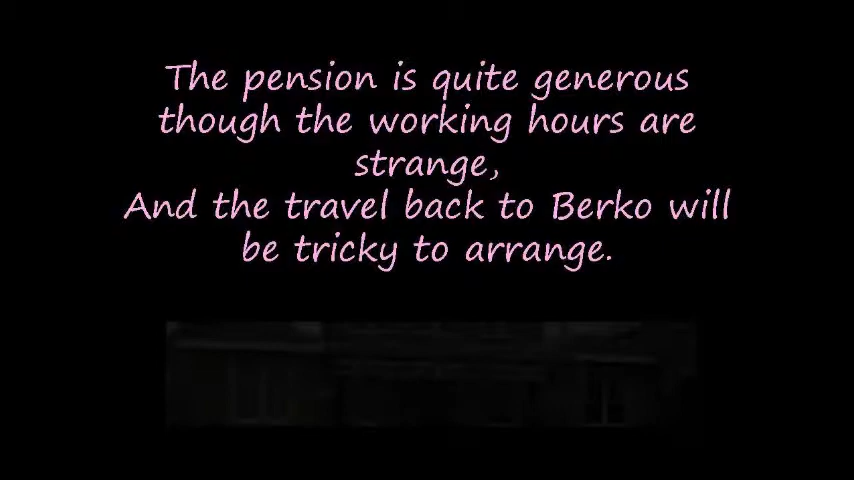 The pension is quite generous
though the working hours are
strange,
And the travel back to Berko will
be tricky to arrange.